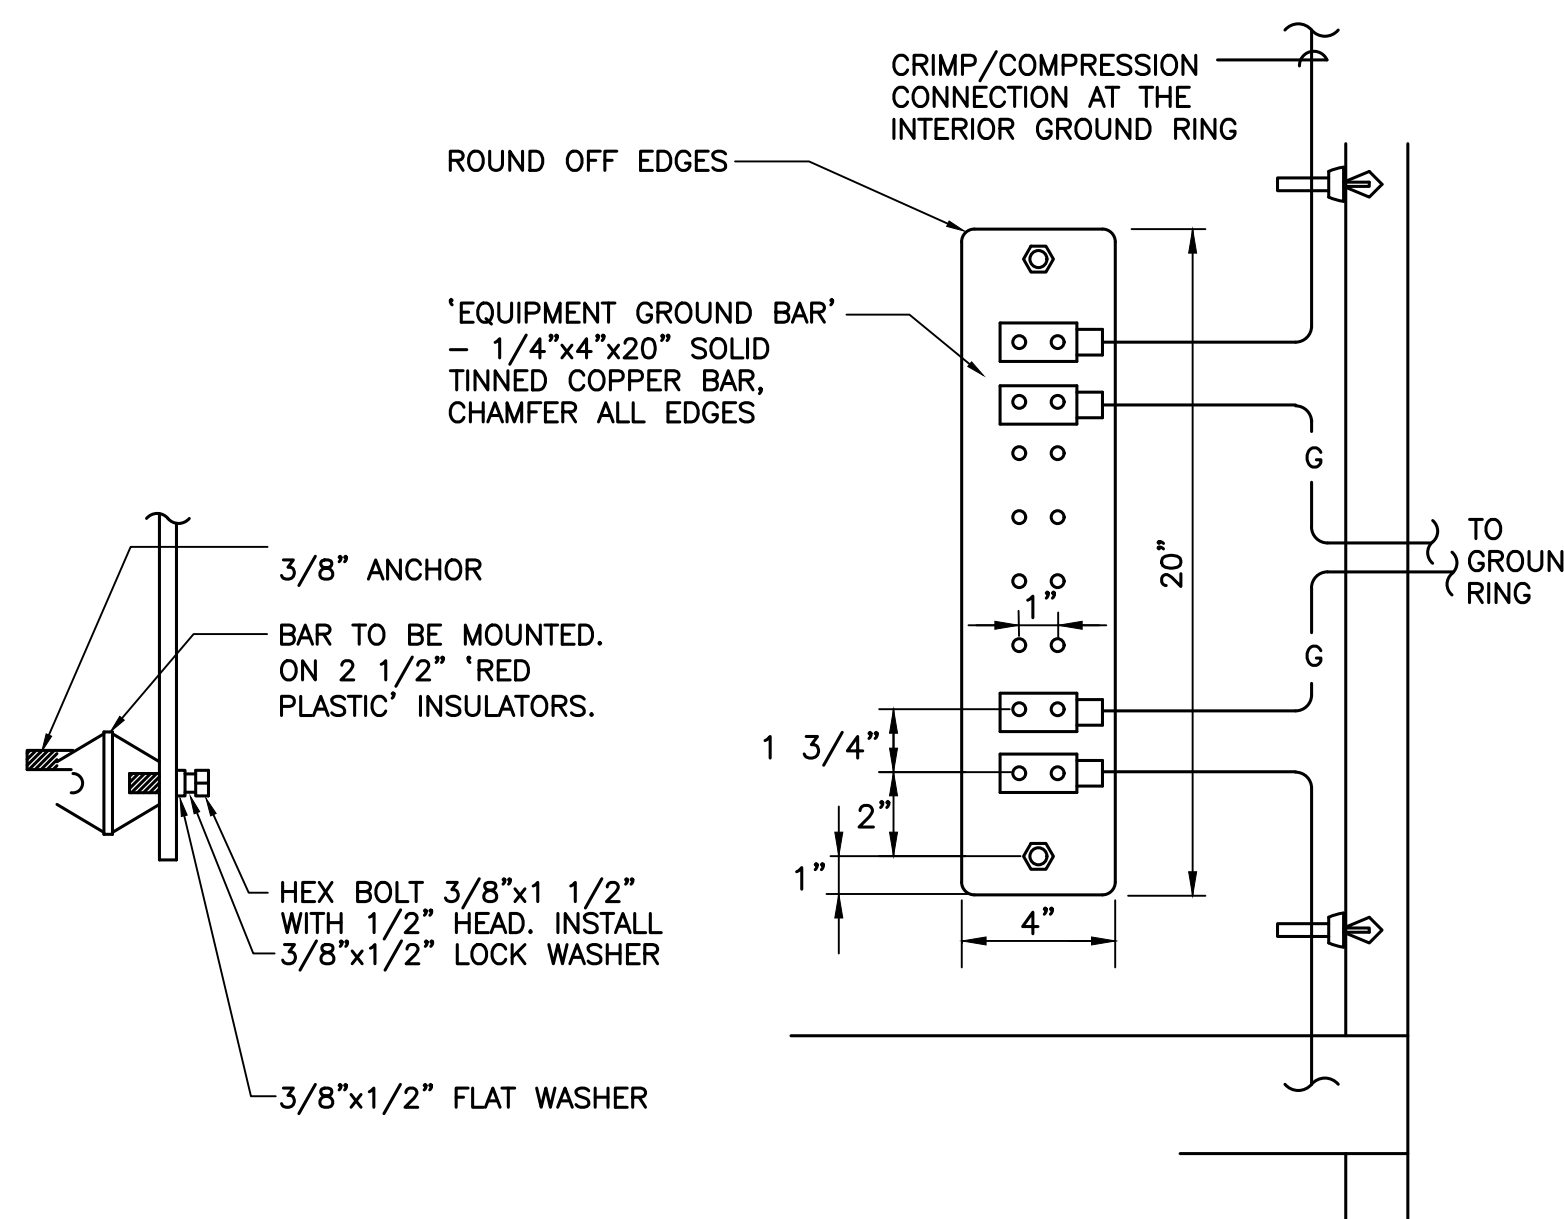 CRIMP/COMPRESSION
CONNECTION AT THE
INTERIOR GROUND RING
ROUND OFF EDGES
‘EQUIPMENT GROUND BAR’
– 1/4”x4”x20” SOLID
TINNED COPPER BAR,
CHAMFER ALL EDGES
G
TO
GROUN
RING
20”
1”
G
3/8” ANCHOR
BAR TO BE MOUNTED.
ON 2 1/2” ‘RED
PLASTIC’ INSULATORS.
1 3/4”
2”
1”
4”
HEX BOLT 3/8”x1 1/2”
WITH 1/2” HEAD. INSTALL
3/8”x1/2” LOCK WASHER
3/8”x1/2” FLAT WASHER